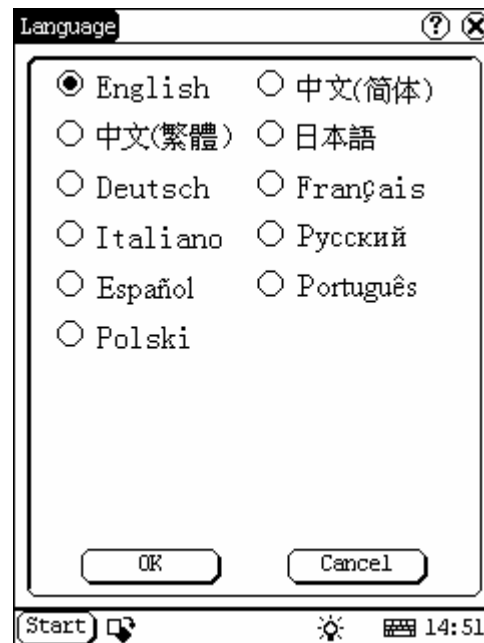 Language
English 中文(简体)
中文(繁體) 日本語
Deutsch Français
Italiano Русский
Español Português
Polski
OK Cancel
Start 14:51